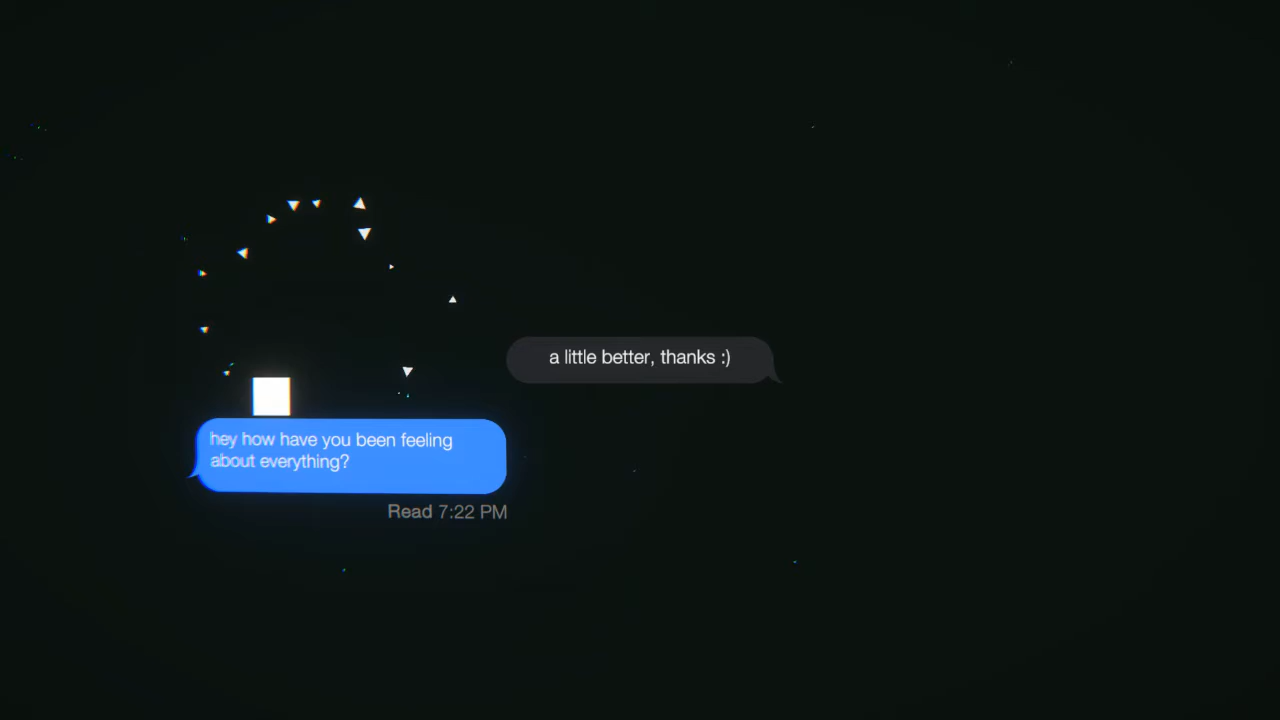 a little better, thanks :)
hey how have you been feeling
about everything?
Read 7:22 PM